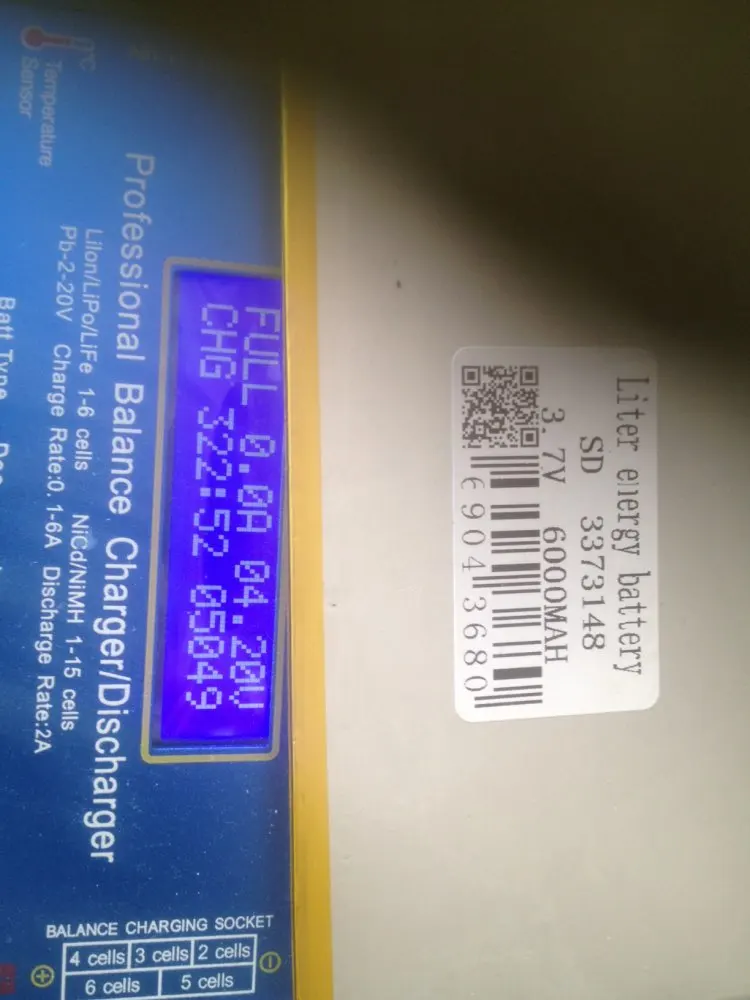 °C
Temperature
Sensor
Professional Balance Charger/Discharger
LiIon/LiPo/LiFe 1-6 cells NiCd/NiMH 1-15 cells
Pb-2-20V Charge Rate:0.1-6A Discharge Rate:2A
Batt Type
FULL 0.0A 04.20V
CHG 322:52 05049
BALANCE CHARGING SOCKET
4 cells 3 cells 2 cells
6 cells 5 cells
Liter energy battery
SD 3373148
3.7V 6000MAH
69043680